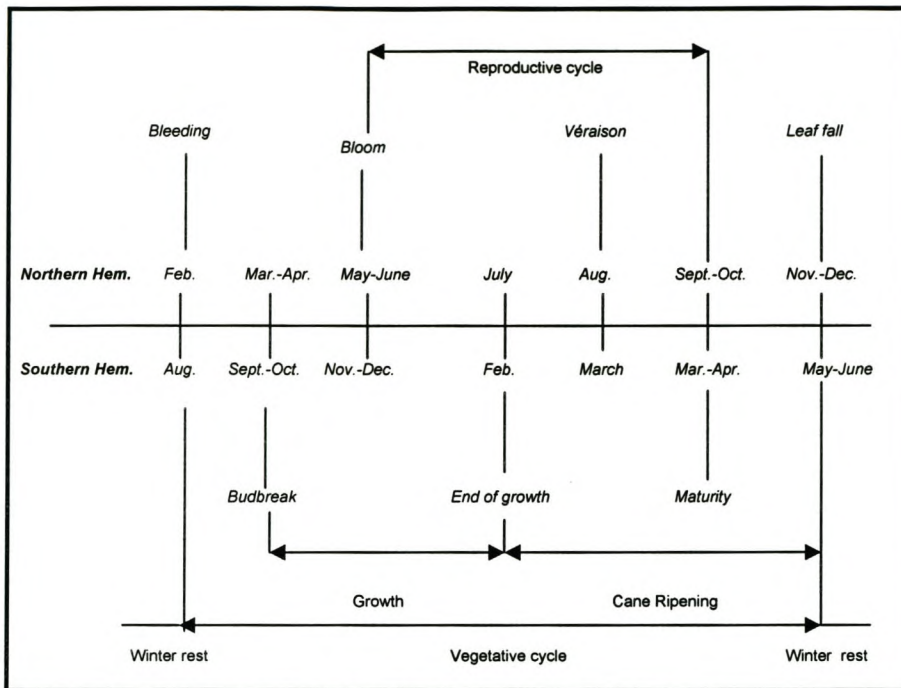 Reproductive cycle
Bleeding Véraison Leaf fall
Bloom
Northern Hem. Feb. Mar.-Apr. May-June July Aug. Sept.-Oct. Nov.-Dec.
Southern Hem. Aug. Sept.-Oct. Nov.-Dec. Feb. March Mar.-Apr. May-June
Budbreak End of growth Maturity
Growth Cane Ripening
Winter rest Vegetative cycle Winter rest